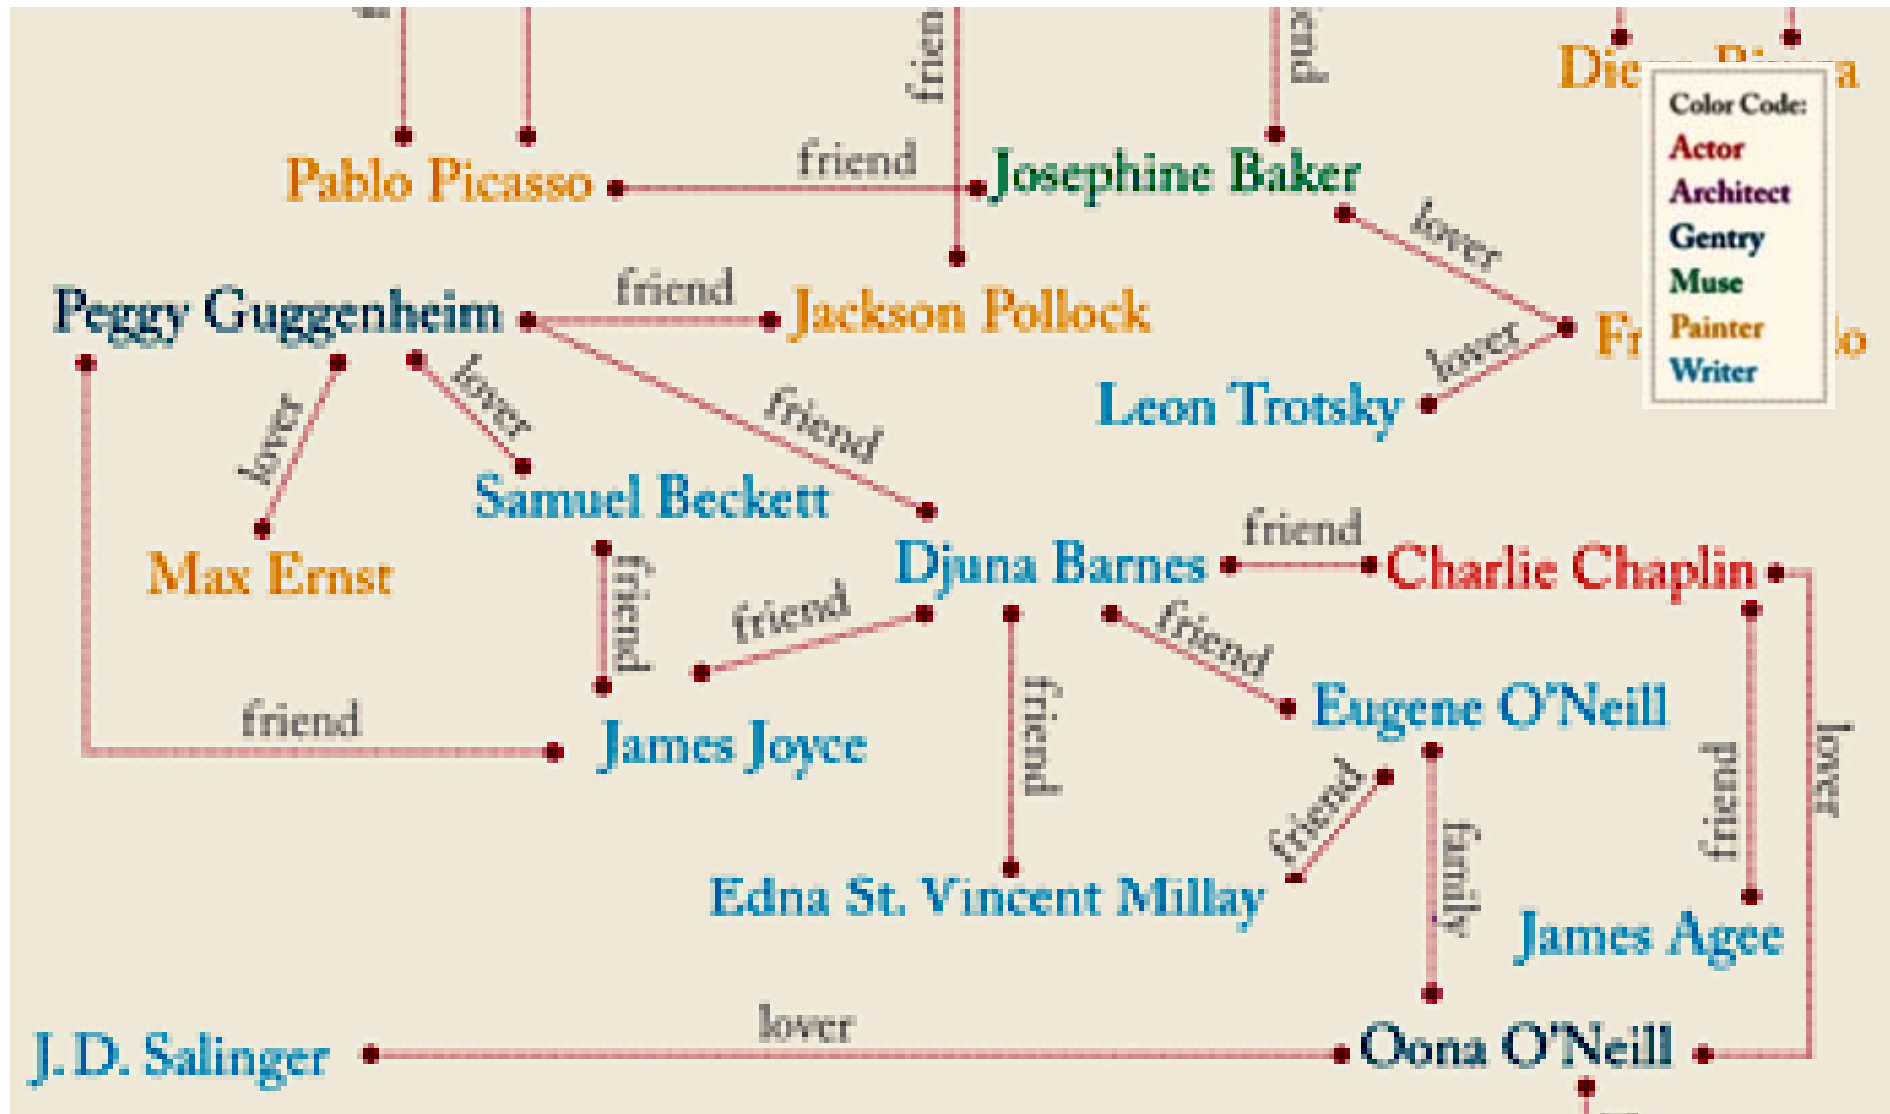 friend
Color Code:
Actor
Architect
Gentry
Muse
Painter
Writer
Pablo Picasso
friend
Josephine Baker
lover
Peggy Guggenheim
friend
Jackson Pollock
lover
Leon Trotsky
lover
lover
friend
Samuel Beckett
Max Ernst
friend
Djuna Barnes
friend
Charlie Chaplin
friend
friend
friend
James Joyce
friend
Eugene O'Neill
friend
family
friend
lover
Edna St. Vincent Millay
James Agee
J.D. Salinger
lover
Oona O'Neill